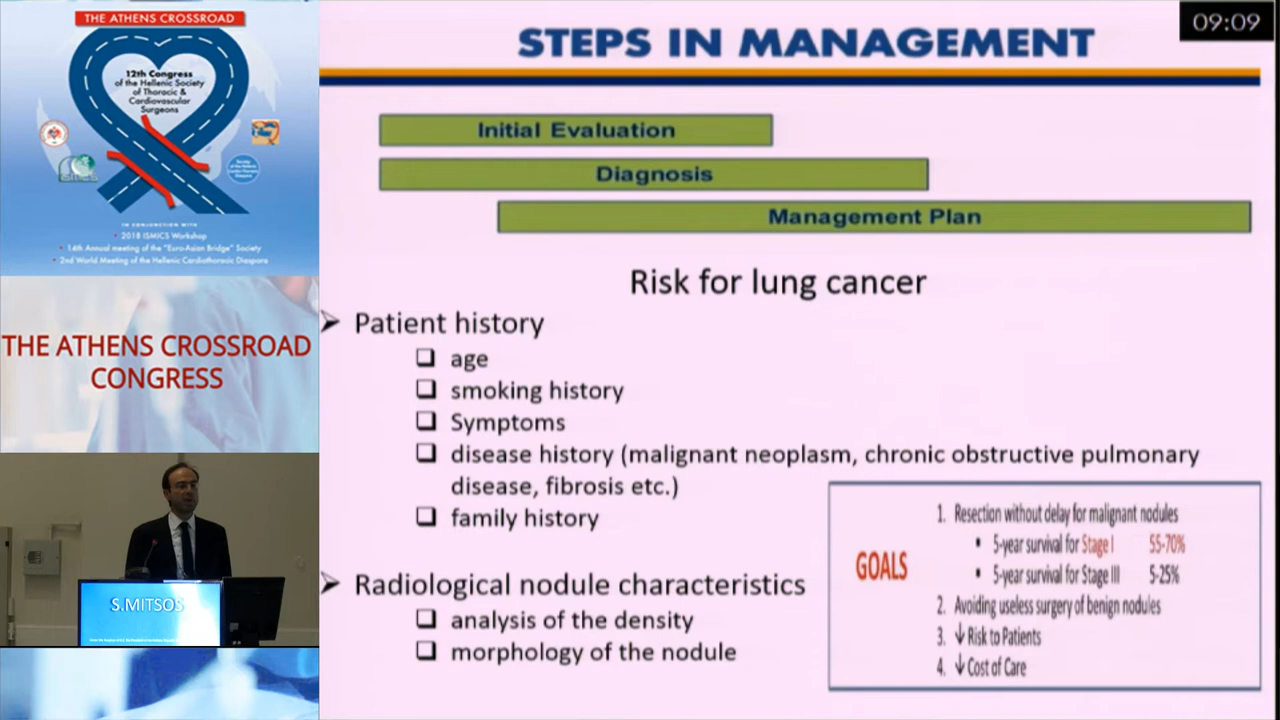 THE ATHENS CROSSROAD
12th Congress
of the Hellenic Society
of Thoracic &
Cardiovascular
Surgeons
ISMICS
IN CONJUNCTION WITH
• 2018 ISMICS Workshop
• 14th Annual meeting of the "Euro-Asian Bridge" Society
• 2nd World Meeting of the Hellenic Cardiothoracic Diaspora
THE ATHENS CROSSROAD
CONGRESS
S.MITSOS
09:09
STEPS IN MANAGEMENT
Initial Evaluation
Diagnosis
Management Plan
Risk for lung cancer
➢ Patient history
❑ age
❑ smoking history
❑ Symptoms
❑ disease history (malignant neoplasm, chronic obstructive pulmonary
disease, fibrosis etc.)
❑ family history
➢ Radiological nodule characteristics
❑ analysis of the density
❑ morphology of the nodule
GOALS
1. Resection without delay for malignant nodules
▪ 5-year survival for Stage I 55-70%
▪ 5-year survival for Stage III 5-25%
2. Avoiding useless surgery of benign nodules
3. ↓ Risk to Patients
4. ↓ Cost of Care